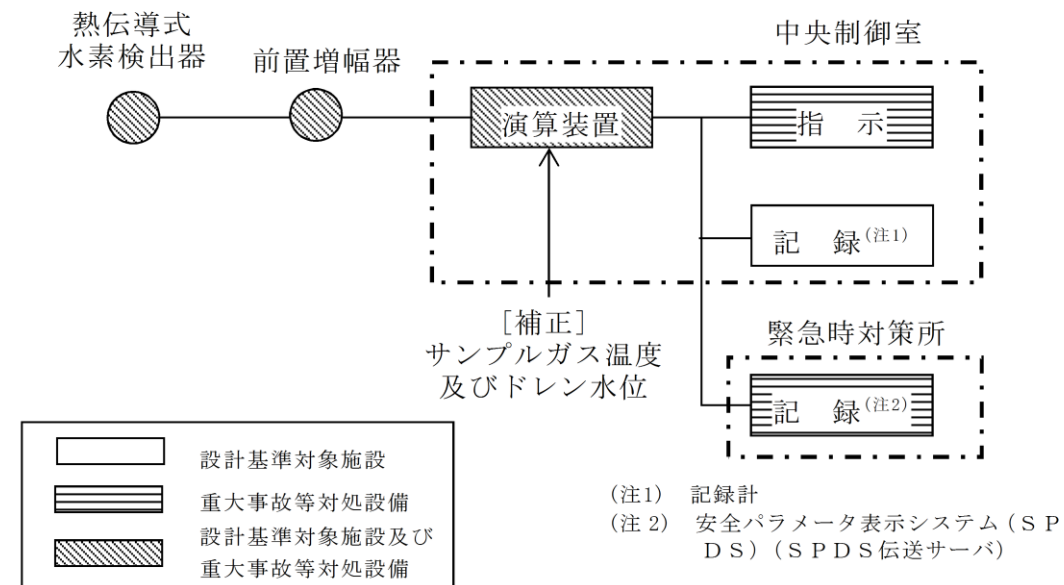 熱伝導式
水素検出器
前置増幅器
中央制御室
演算装置
指　示
記　録(注1)
[補正]
サンプルガス温度
及びドレン水位
緊急時対策所
記　録(注2)
設計基準対象施設
重大事故等対処設備
設計基準対象施設及び
重大事故等対処設備
(注1)　記録計
(注２)　安全パラメータ表示システム(ＳＰ
ＤＳ)(ＳＰＤＳ伝送サーバ)